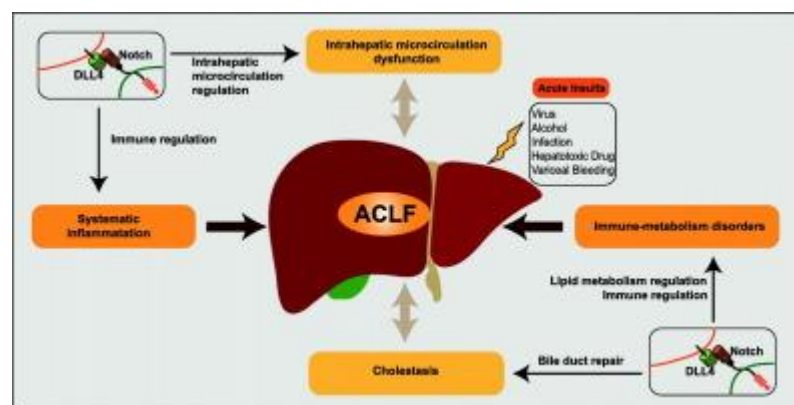 Notch
DLL4
Intrahepatic
microcirculation
regulation
Intrahepatic microcirculation
dysfunction
Acute Insults
Virus
Alcohol
Infection
Hepatotoxic Drug
Variceal Bleeding
Immune regulation
ACLF
Systematic
inflammatation
Immune-metabolism disorders
Lipid metabolism regulation
Immune regulation
Cholestasis
Bile duct repair
Notch
DLL4